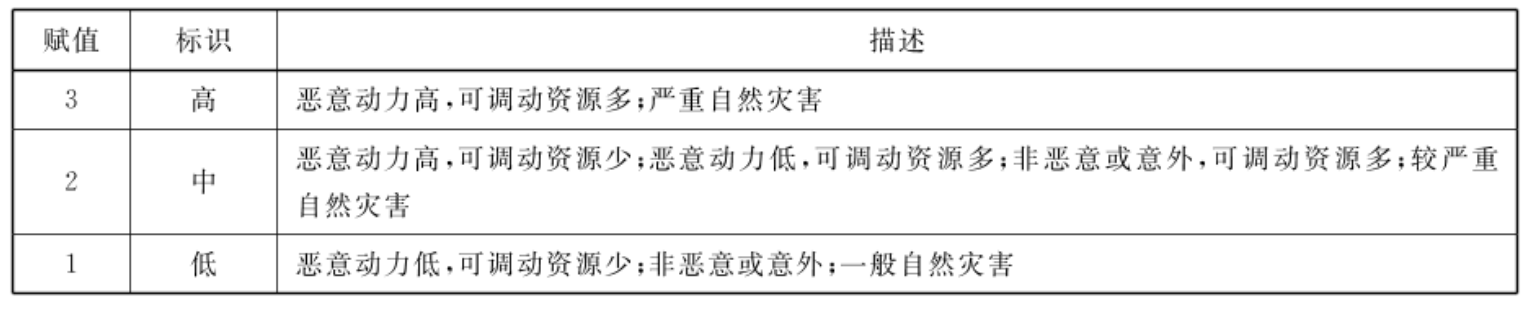 赋值 标识 描述
3 高 恶意动力高,可调动资源多;严重自然灾害
2 中 恶意动力高,可调动资源少;恶意动力低,可调动资源多;非恶意或意外,可调动资源多;较严重
自然灾害
1 低 恶意动力低,可调动资源少;非恶意或意外;一般自然灾害